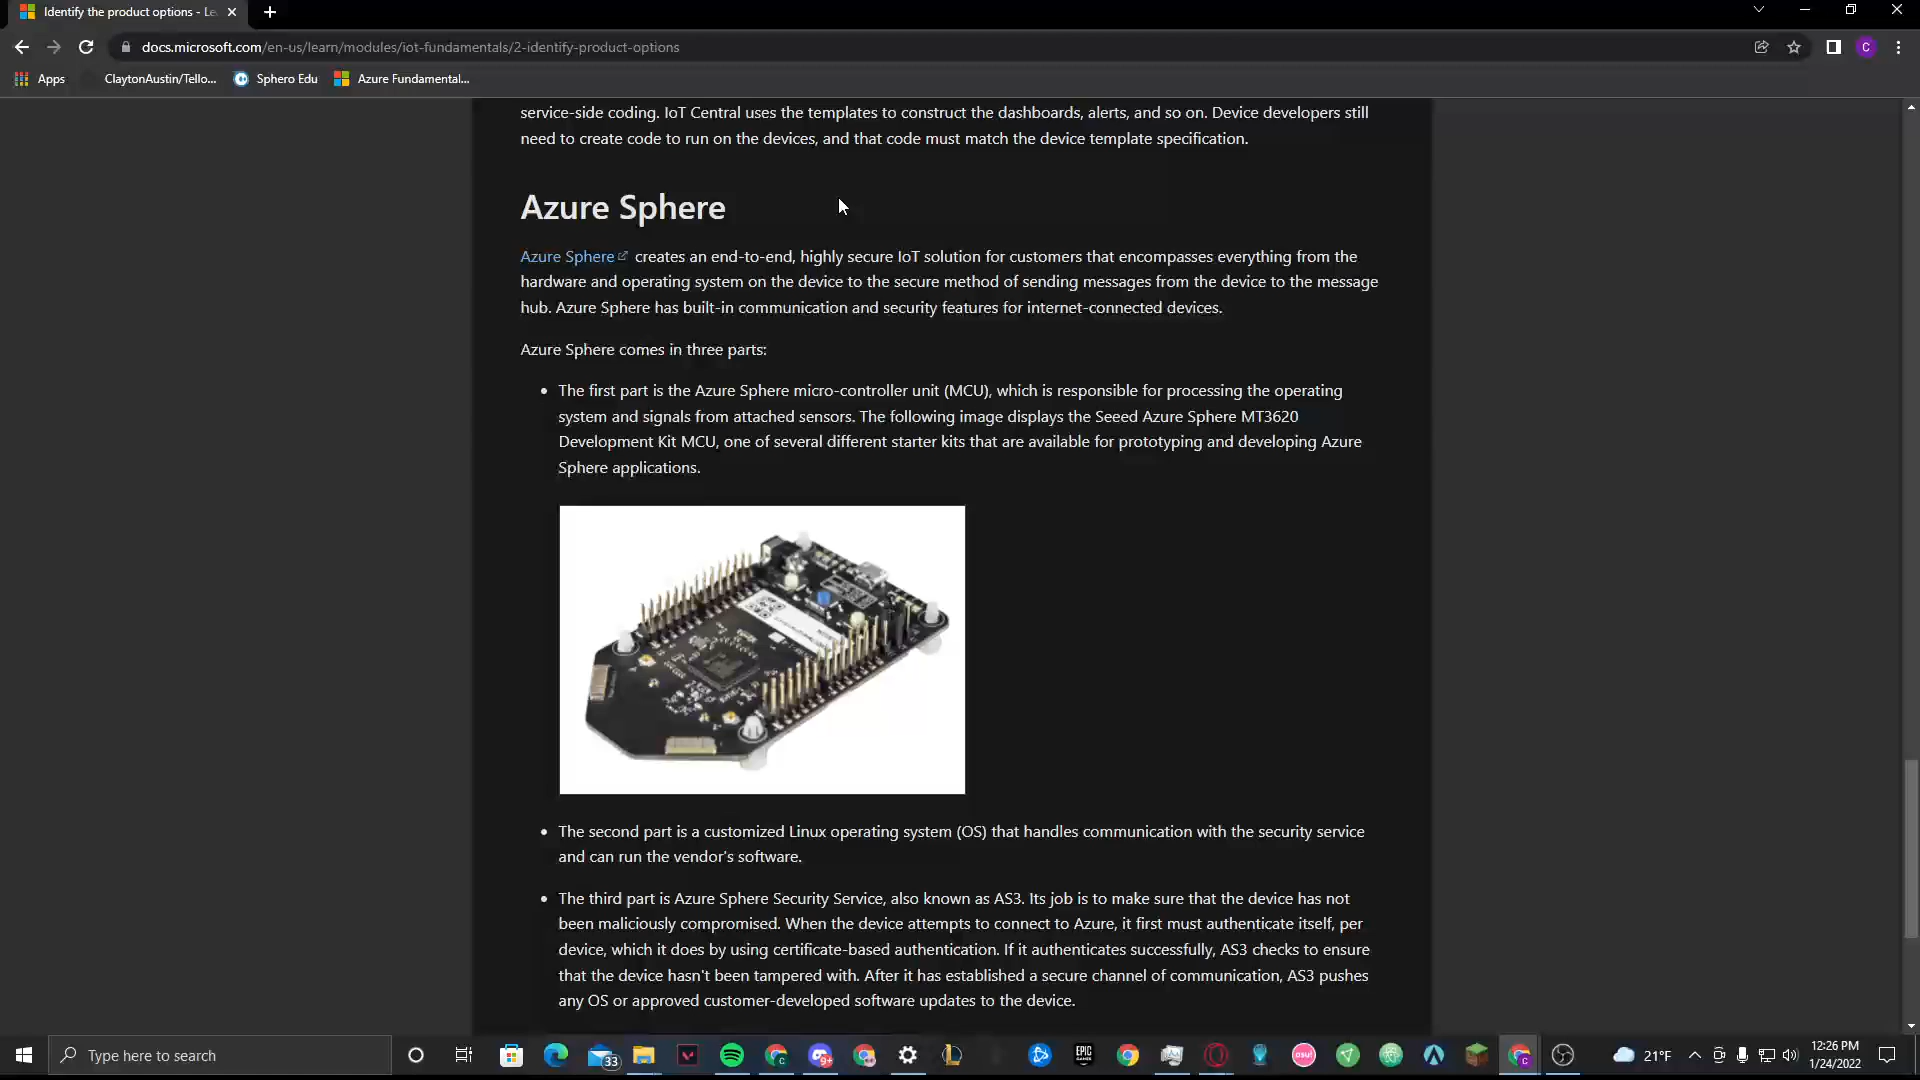 Identify the product options - Le
docs.microsoft.com/en-us/learn/modules/iot-fundamentals/2-identify-product-options
C
Apps
ClaytonAustin/Tello...
Sphero Edu
Azure Fundamental...
service-side coding. IoT Central uses the templates to construct the dashboards, alerts, and so on. Device developers still
need to create code to run on the devices, and that code must match the device template specification.
Azure Sphere
Azure Sphere creates an end-to-end, highly secure IoT solution for customers that encompasses everything from the
hardware and operating system on the device to the secure method of sending messages from the device to the message
hub. Azure Sphere has built-in communication and security features for internet-connected devices.
Azure Sphere comes in three parts:
The first part is the Azure Sphere micro-controller unit (MCU), which is responsible for processing the operating
system and signals from attached sensors. The following image displays the Seeed Azure Sphere MT3620
Development Kit MCU, one of several different starter kits that are available for prototyping and developing Azure
Sphere applications.
The second part is a customized Linux operating system (OS) that handles communication with the security service
and can run the vendor's software.
The third part is Azure Sphere Security Service, also known as AS3. Its job is to make sure that the device has not
been maliciously compromised. When the device attempts to connect to Azure, it first must authenticate itself, per
device, which it does by using certificate-based authentication. If it authenticates successfully, AS3 checks to ensure
that the device hasn't been tampered with. After it has established a secure channel of communication, AS3 pushes
any OS or approved customer-developed software updates to the device.
Type here to search
33
9+
EPIC
GAMES
osu!
21°F
12:26 PM
1/24/2022